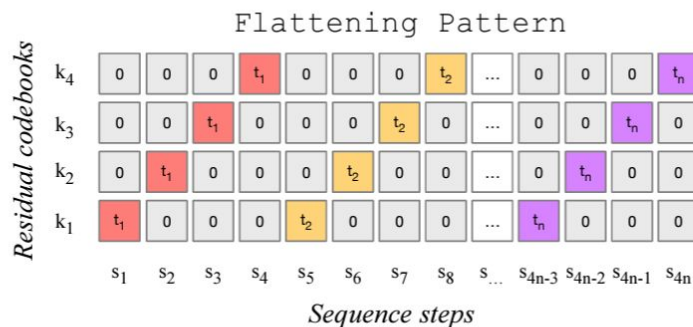 Flattening Pattern
Residual codebooks
k₄ 0 0 0 t₁ 0 0 0 t₂ ... 0 0 0 tₙ
k₃ 0 0 t₁ 0 0 0 t₂ 0 ... 0 0 tₙ 0
k₂ 0 t₁ 0 0 0 t₂ 0 0 ... 0 tₙ 0 0
k₁ t₁ 0 0 0 t₂ 0 0 0 ... tₙ 0 0 0
s₁ s₂ s₃ s₄ s₅ s₆ s₇ s₈ s... s₄ₙ₋₃ s₄ₙ₋₂ s₄ₙ₋₁ s₄ₙ
Sequence steps